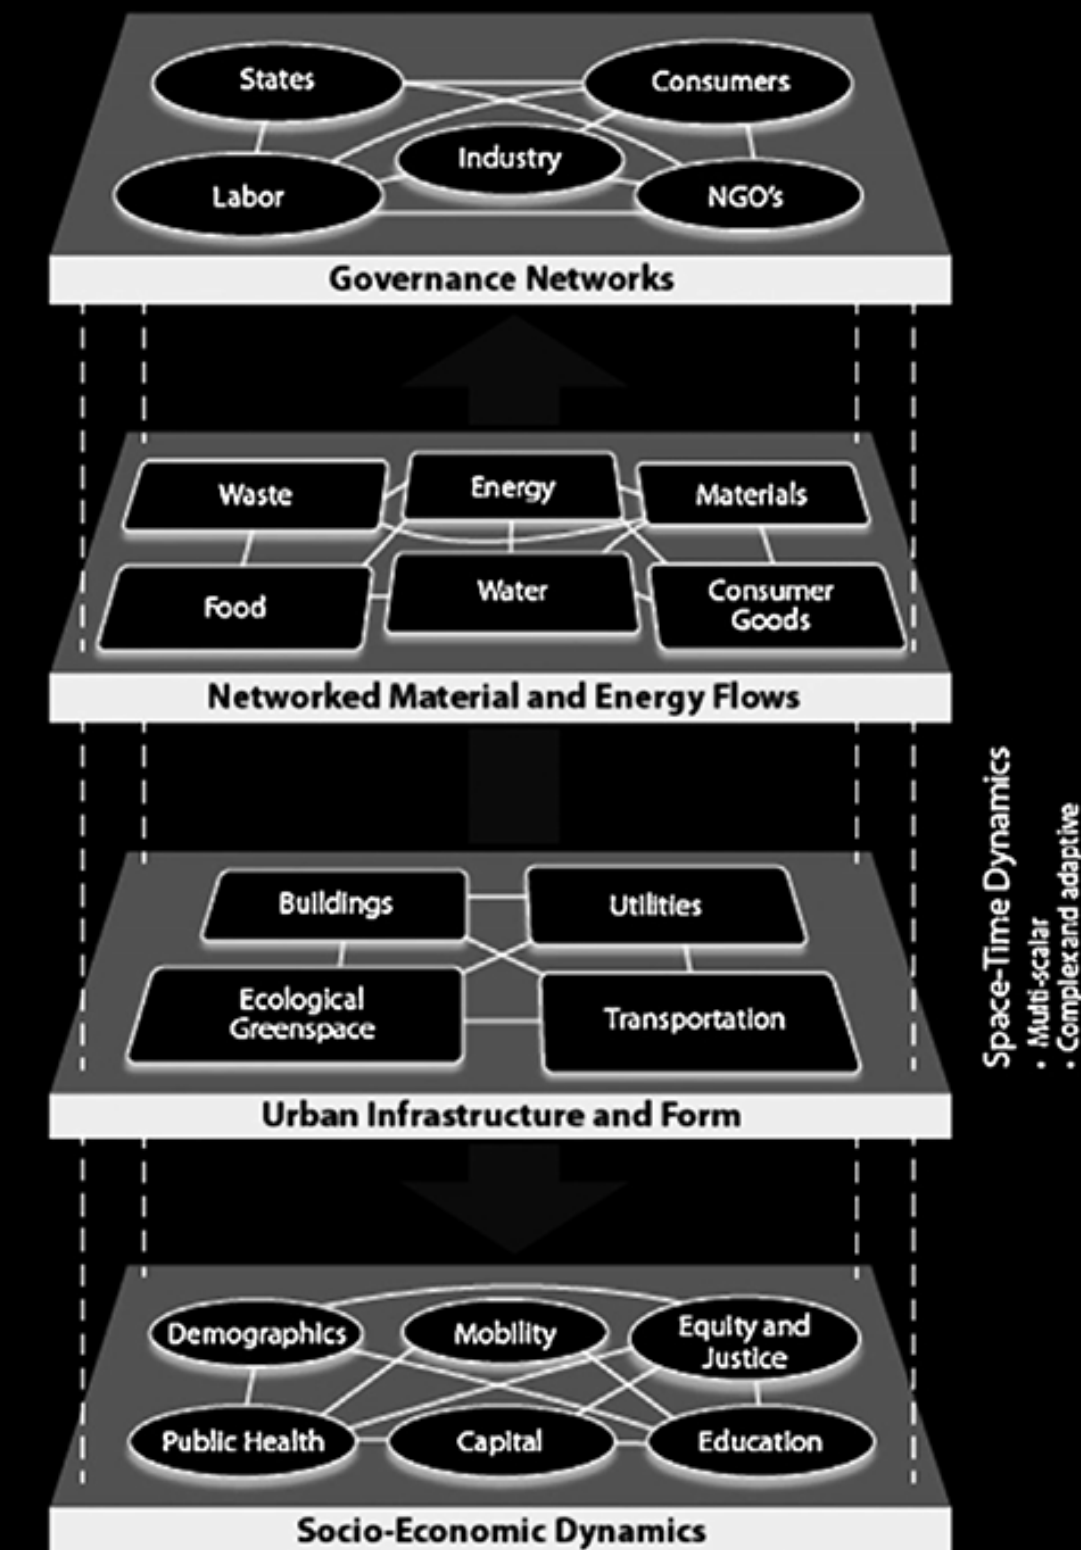 States
Consumers
Industry
Labor
NGO's
Governance Networks
Waste
Energy
Materials
Food
Water
Consumer
Goods
Networked Material and Energy Flows
Buildings
Utilities
Ecological
Greenspace
Transportation
Urban Infrastructure and Form
Demographics
Mobility
Equity and
Justice
Public Health
Capital
Education
Socio-Economic Dynamics
Space-Time Dynamics
• Multi-scalar
• Complex and adaptive